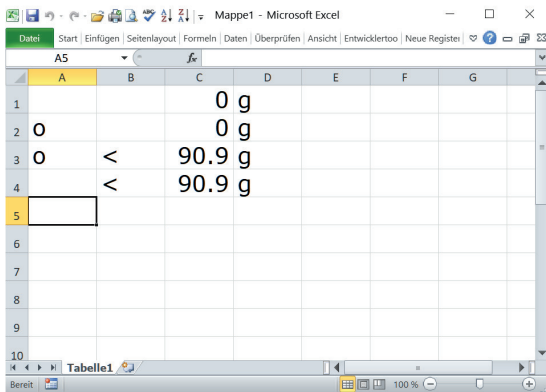 Mappe1 - Microsoft Excel
Datei Start Einfügen Seitenlayout Formeln Daten Überprüfen Ansicht Entwicklertoo Neue Register
A5 fx
A B C D E F G
1 0 g
2 o 0 g
3 o < 90.9 g
4 < 90.9 g
5
6
7
8
9
10
Tabelle1
Bereit 100 %